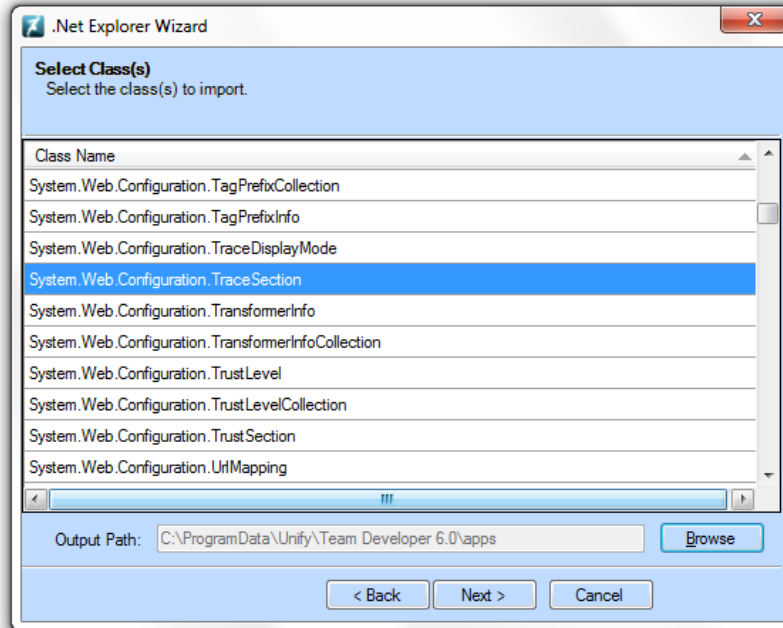 .Net Explorer Wizard
Select Class(s)
Select the class(s) to import.
Class Name
System.Web.Configuration.TagPrefixCollection
System.Web.Configuration.TagPrefixInfo
System.Web.Configuration.TraceDisplayMode
System.Web.Configuration.TraceSection
System.Web.Configuration.TransformerInfo
System.Web.Configuration.TransformerInfoCollection
System.Web.Configuration.TrustLevel
System.Web.Configuration.TrustLevelCollection
System.Web.Configuration.TrustSection
System.Web.Configuration.UrlMapping
Output Path: C:\ProgramData\Unify\Team Developer 6.0\apps Browse
< Back Next > Cancel